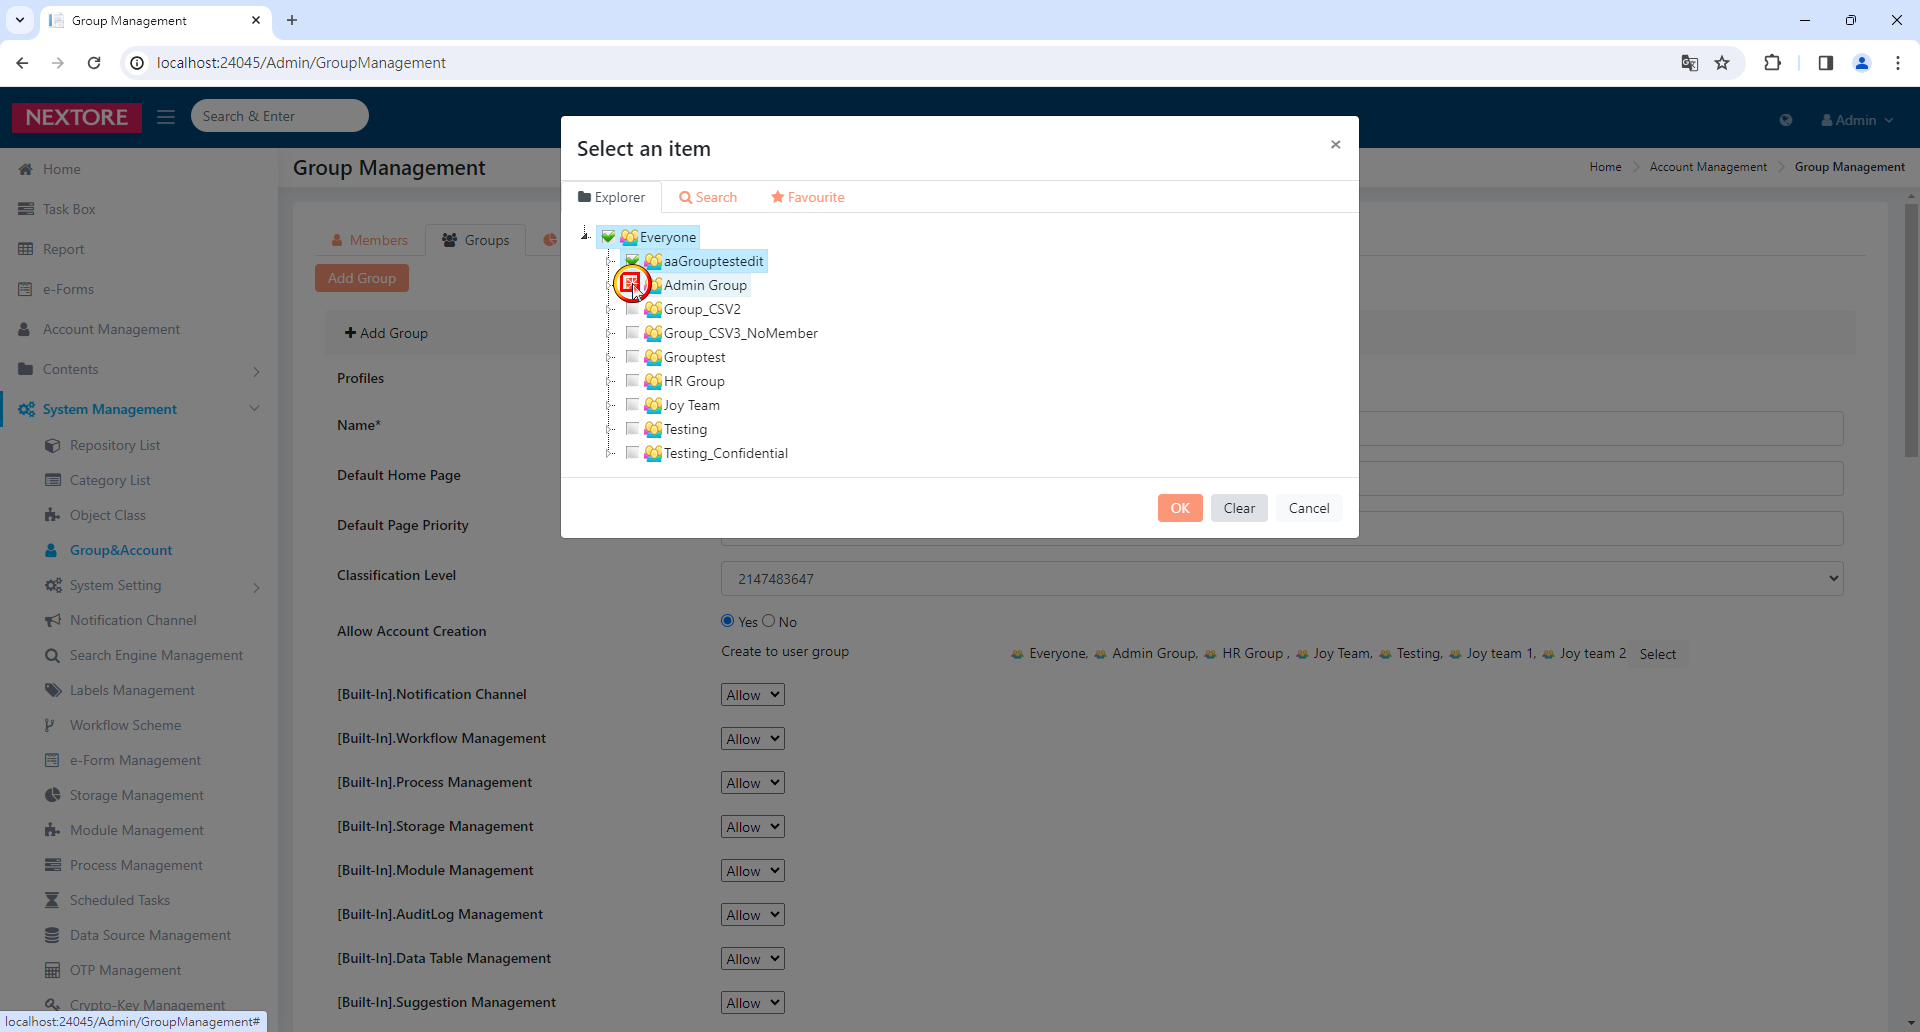 Group Management
localhost:24045/Admin/GroupManagement
NEXTORE
Search & Enter
Admin
Group Management
Home
Account Management
Group Management
Home
Task Box
Report
e-Forms
Account Management
Contents
System Management
Repository List
Category List
Object Class
Group&Account
System Setting
Notification Channel
Search Engine Management
Labels Management
Workflow Scheme
e-Form Management
Storage Management
Module Management
Process Management
Scheduled Tasks
Data Source Management
OTP Management
Crypto-Key Management
localhost:24045/Admin/GroupManagement#
Members
Groups
Add Group
Add Group
Select an item
Explorer
Search
Favourite
Everyone
aaGrouptestedit
Admin Group
Group_CSV2
Group_CSV3_NoMember
Grouptest
HR Group
Joy Team
Testing
Testing_Confidential
OK
Clear
Cancel
Profiles
Name*
Default Home Page
Default Page Priority
Classification Level
2147483647
Allow Account Creation
Yes No
Create to user group
Everyone, Admin Group, HR Group , Joy Team, Testing, Joy team 1, Joy team 2 Select
[Built-In].Notification Channel
Allow
[Built-In].Workflow Management
Allow
[Built-In].Process Management
Allow
[Built-In].Storage Management
Allow
[Built-In].Module Management
Allow
[Built-In].AuditLog Management
Allow
[Built-In].Data Table Management
Allow
[Built-In].Suggestion Management
Allow